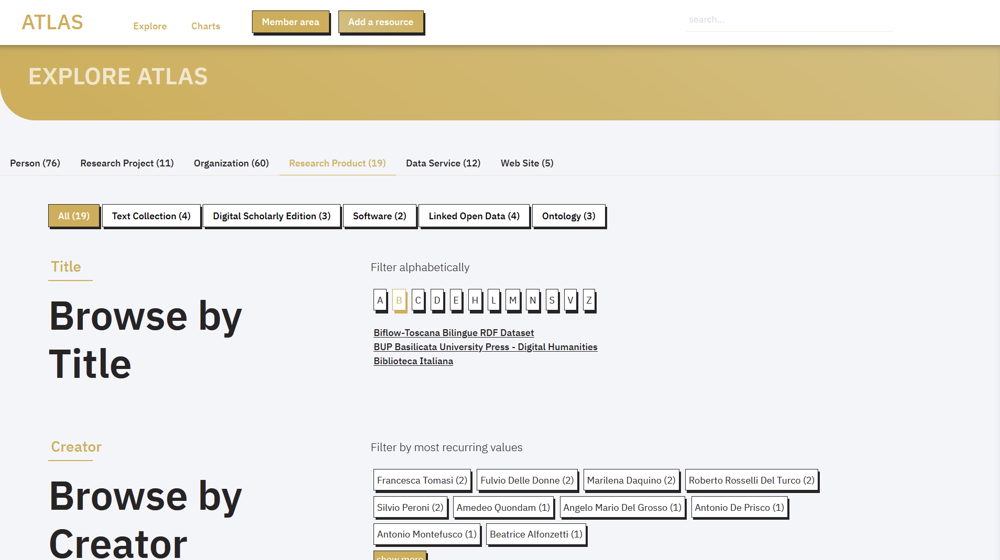 ATLAS Explore Charts Member area Add a resource search...
EXPLORE ATLAS
Person (76) Research Project (11) Organization (60) Research Product (19) Data Service (12) Web Site (5)
All (19) Text Collection (4) Digital Scholarly Edition (3) Software (2) Linked Open Data (4) Ontology (3)
Title
Browse by
Title
Filter alphabetically
A B C D E H L M N S V Z
Biflow-Toscana Bilingue RDF Dataset
BUP Basilicata University Press - Digital Humanities
Biblioteca Italiana
Creator
Browse by
Creator
Filter by most recurring values
Francesca Tomasi (2) Fulvio Delle Donne (2) Marilena Daquino (2) Roberto Rosselli Del Turco (2)
Silvio Peroni (2) Amedeo Quondam (1) Angelo Mario Del Grosso (1) Antonio De Prisco (1)
Antonio Montefusco (1) Beatrice Alfonzetti (1)
show more